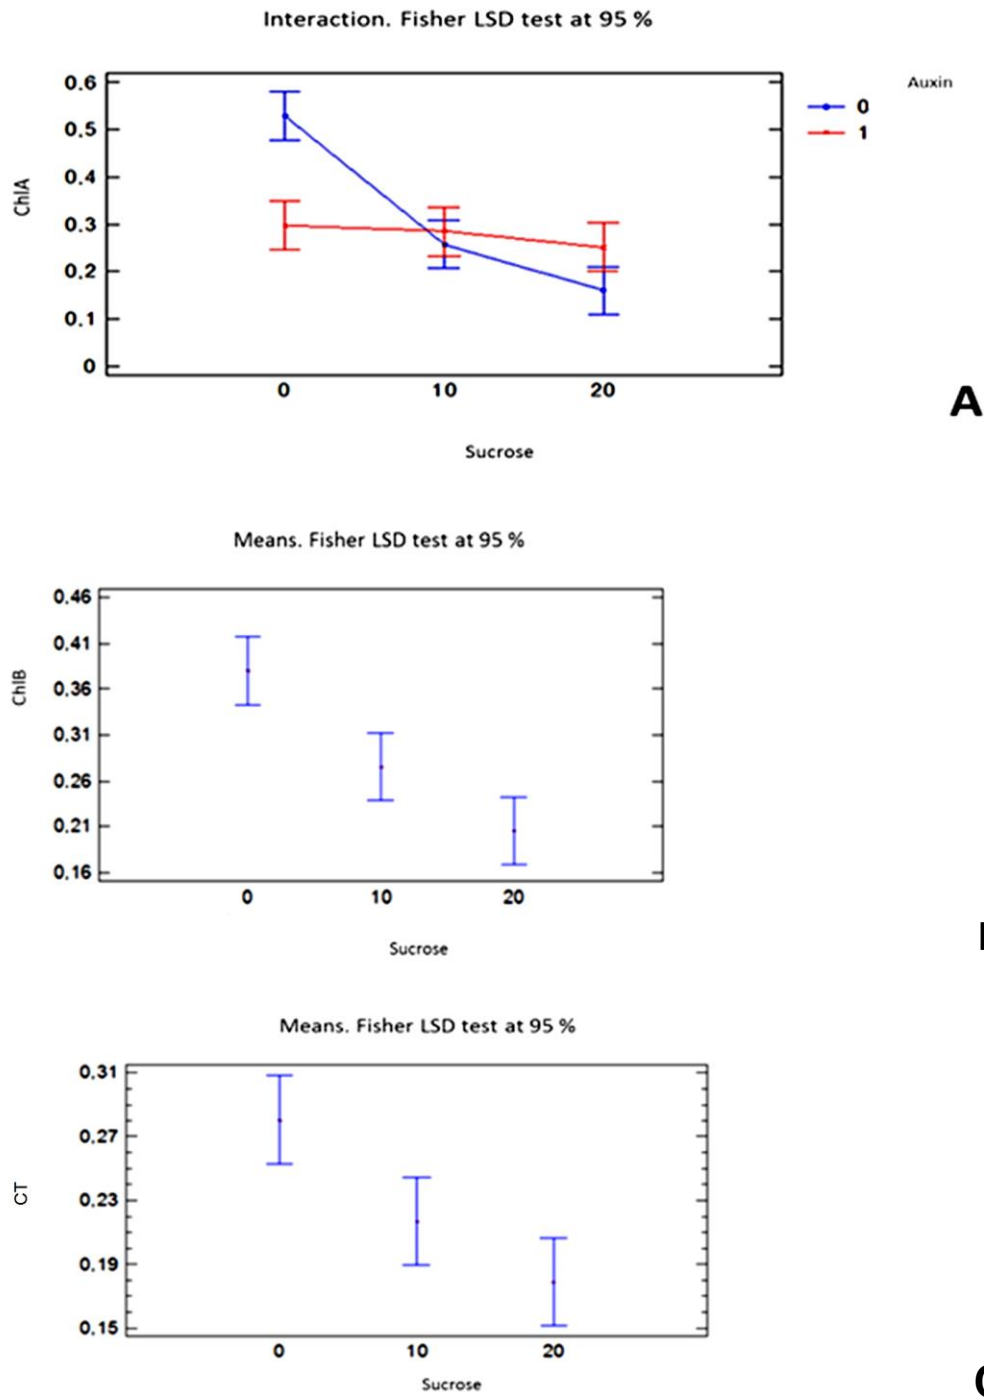 Interaction. Fisher LSD test at 95 %
Auxin
0
1
ChlA
0.6
0.5
0.4
0.3
0.2
0.1
0
0 10 20
Sucrose
A
Means. Fisher LSD test at 95 %
ChlB
0.46
0.41
0.36
0.31
0.26
0.21
0.16
0 10 20
Sucrose
Means. Fisher LSD test at 95 %
CT
0.31
0.27
0.23
0.19
0.15
0 10 20
Sucrose